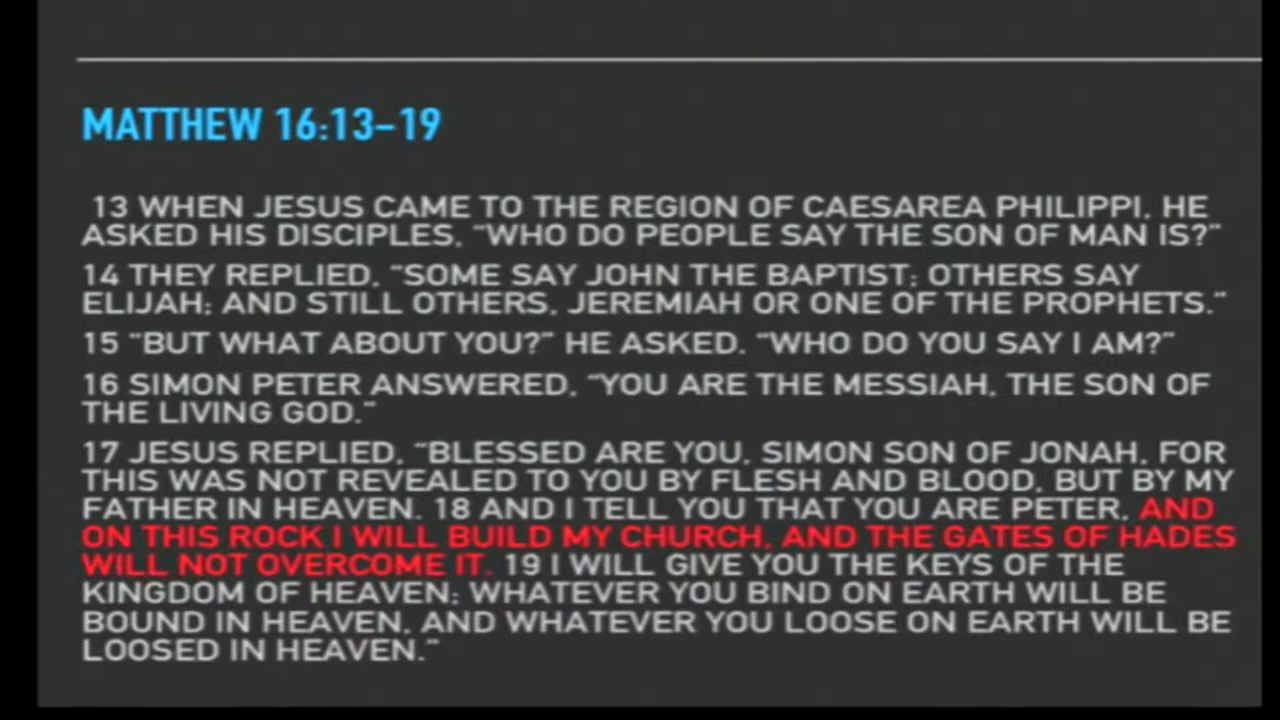 MATTHEW 16:13–19
13 WHEN JESUS CAME TO THE REGION OF CAESAREA PHILIPPI, HE
ASKED HIS DISCIPLES, “WHO DO PEOPLE SAY THE SON OF MAN IS?”
14 THEY REPLIED, “SOME SAY JOHN THE BAPTIST; OTHERS SAY
ELIJAH; AND STILL OTHERS, JEREMIAH OR ONE OF THE PROPHETS.”
15 “BUT WHAT ABOUT YOU?” HE ASKED. “WHO DO YOU SAY I AM?”
16 SIMON PETER ANSWERED, “YOU ARE THE MESSIAH, THE SON OF
THE LIVING GOD.”
17 JESUS REPLIED, “BLESSED ARE YOU, SIMON SON OF JONAH, FOR
THIS WAS NOT REVEALED TO YOU BY FLESH AND BLOOD, BUT BY MY
FATHER IN HEAVEN. 18 AND I TELL YOU THAT YOU ARE PETER, AND
ON THIS ROCK I WILL BUILD MY CHURCH, AND THE GATES OF HADES
WILL NOT OVERCOME IT. 19 I WILL GIVE YOU THE KEYS OF THE
KINGDOM OF HEAVEN; WHATEVER YOU BIND ON EARTH WILL BE
BOUND IN HEAVEN, AND WHATEVER YOU LOOSE ON EARTH WILL BE
LOOSED IN HEAVEN.”